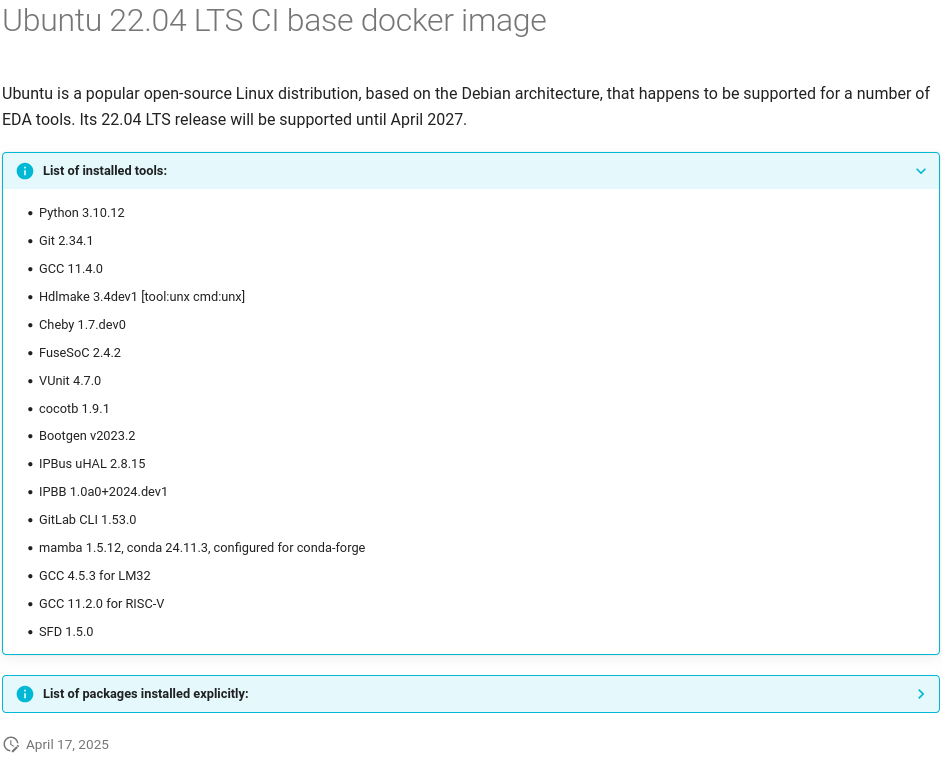 Ubuntu 22.04 LTS CI base docker image
Ubuntu is a popular open-source Linux distribution, based on the Debian architecture, that happens to be supported for a number of
EDA tools. Its 22.04 LTS release will be supported until April 2027.
List of installed tools:
• Python 3.10.12
• Git 2.34.1
• GCC 11.4.0
• Hdlmake 3.4dev1 [tool:unx cmd:unx]
• Cheby 1.7.dev0
• FuseSoC 2.4.2
• VUnit 4.7.0
• cocotb 1.9.1
• Bootgen v2023.2
• IPBus uHAL 2.8.15
• IPBB 1.0a0+2024.dev1
• GitLab CLI 1.53.0
• mamba 1.5.12, conda 24.11.3, configured for conda-forge
• GCC 4.5.3 for LM32
• GCC 11.2.0 for RISC-V
• SFD 1.5.0
List of packages installed explicitly:
April 17, 2025